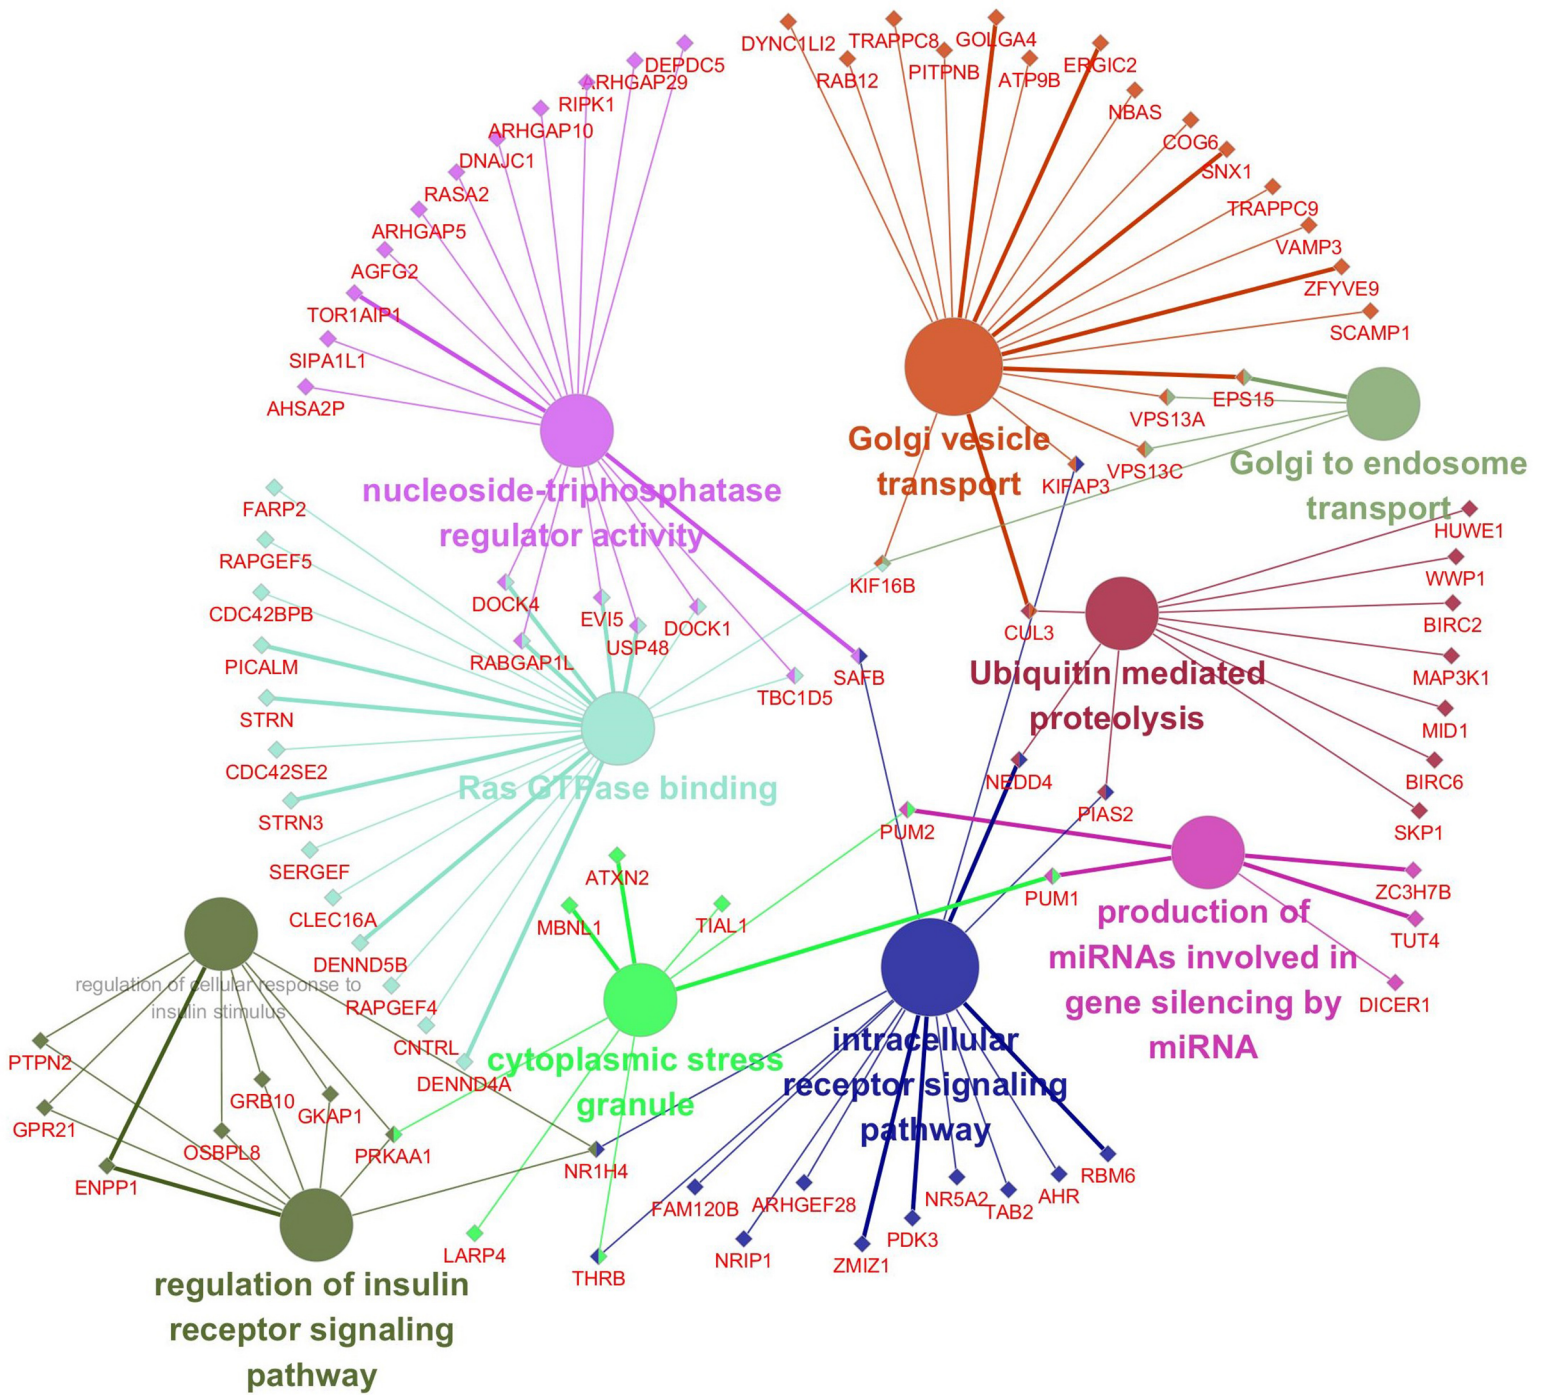 DYNC1LI2
TRAPPC8
GOLGA4
RAB12
PITPNB
ATP9B
ERGIC2
NBAS
COG6
SNX1
TRAPPC9
VAMP3
ZFYVE9
SCAMP1
DEPDC5
ARHGAP29
RIPK1
ARHGAP10
DNAJC1
RASA2
ARHGAP5
AGFG2
TOR1AIP1
SIPA1L1
AHSA2P
EPS15
VPS13A
VPS13C
KIFAP3
Golgi vesicle
transport
Golgi to endosome
transport
nucleoside-triphosphatase
regulator activity
FARP2
RAPGEF5
CDC42BPB
PICALM
STRN
CDC42SE2
STRN3
SERGEF
CLEC16A
DENND5B
RAPGEF4
CNTRL
DENND4A
DOCK4
EVI5
USP48
DOCK1
RABGAP1L
TBC1D5
SAFB
KIF16B
CUL3
HUWE1
WWP1
BIRC2
MAP3K1
MID1
BIRC6
SKP1
Ubiquitin mediated
proteolysis
NEDD4
PIAS2
Ras GTPase binding
PUM2
PUM1
ZC3H7B
TUT4
DICER1
production of
miRNAs involved in
gene silencing by
miRNA
ATXN2
MBNL1
TIAL1
cytoplasmic stress
granule
intracellular
receptor signaling
pathway
regulation of cellular response to
insulin stimulus
PTPN2
GPR21
ENPP1
OSBPL8
GRB10
GKAP1
PRKAA1
NR1H4
LARP4
THRB
FAM120B
NRIP1
ARHGEF28
ZMIZ1
PDK3
NR5A2
TAB2
AHR
RBM6
regulation of insulin
receptor signaling
pathway